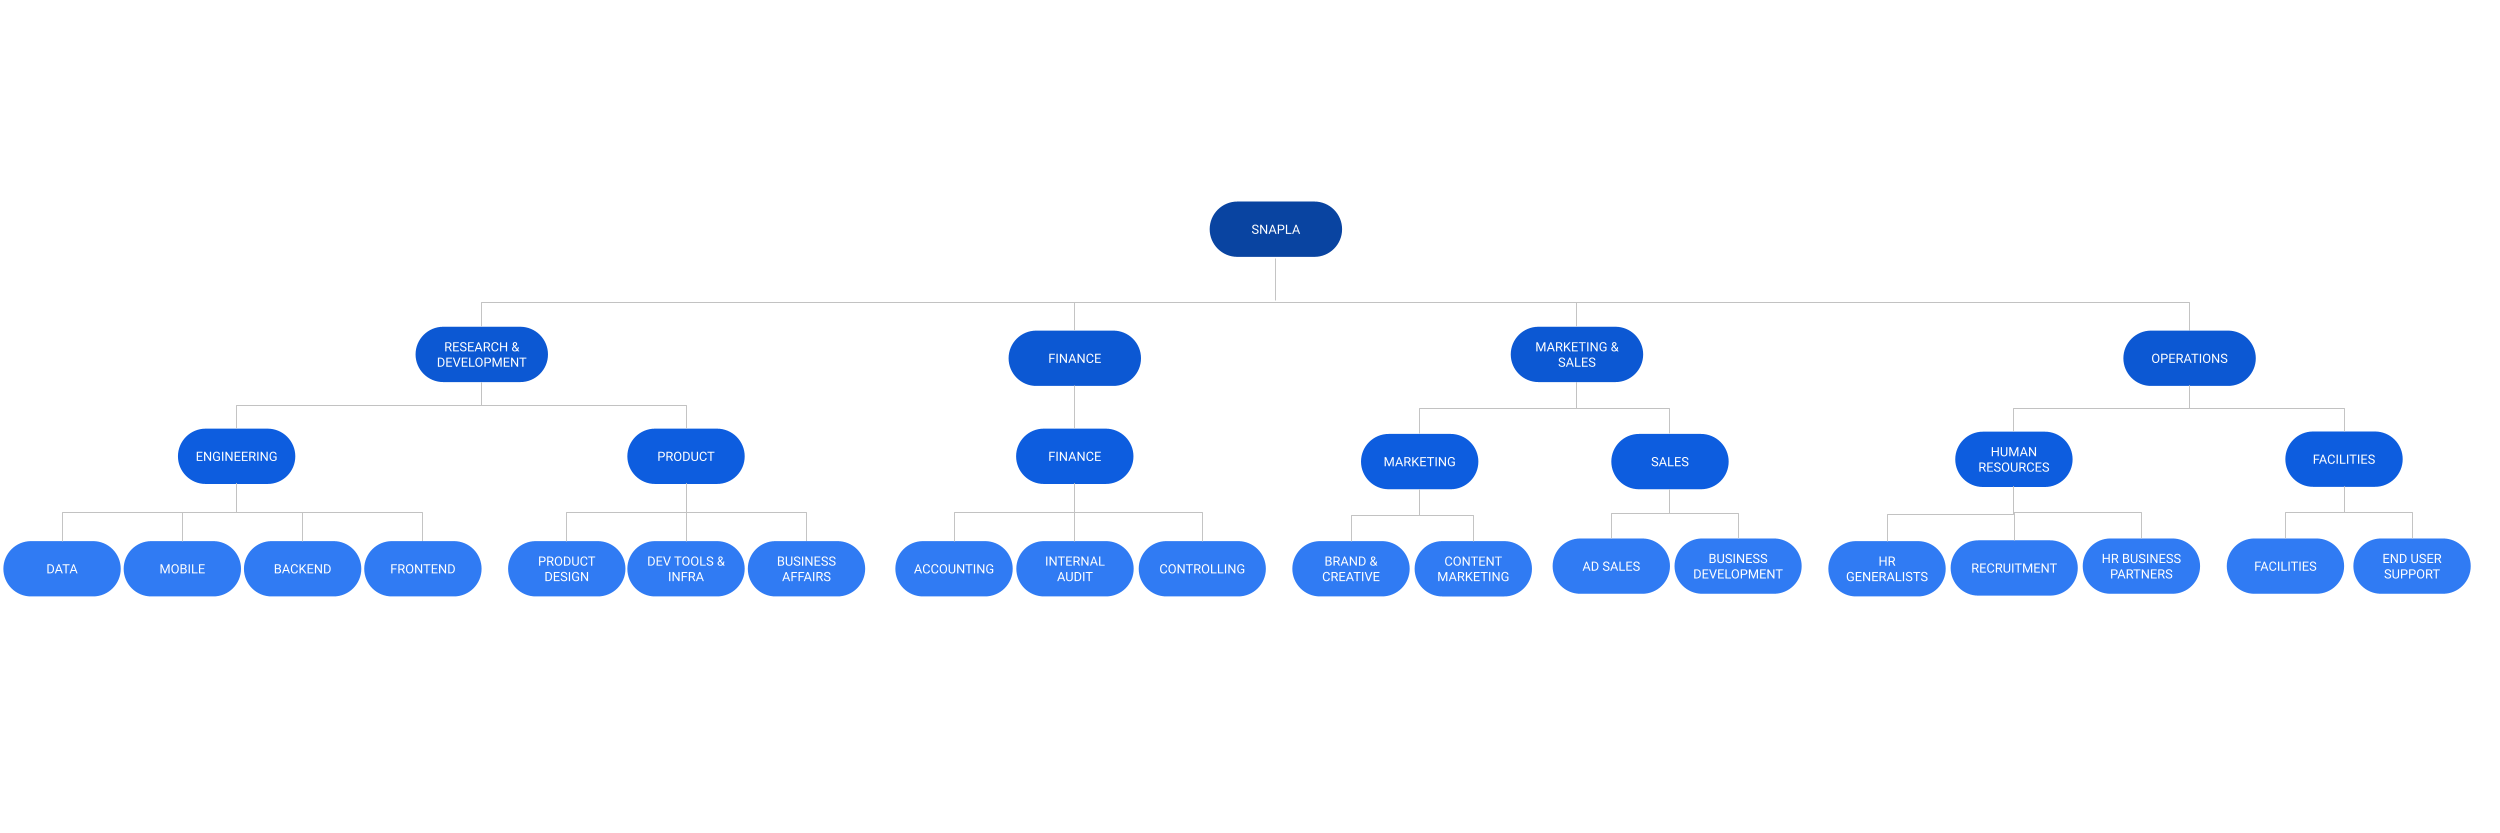 SNAPLA
RESEARCH &
DEVELOPMENT
FINANCE
MARKETING &
SALES
OPERATIONS
ENGINEERING
PRODUCT
FINANCE
MARKETING
SALES
HUMAN
RESOURCES
FACILITIES
DATA
MOBILE
BACKEND
FRONTEND
PRODUCT
DESIGN
DEV TOOLS &
INFRA
BUSINESS
AFFAIRS
ACCOUNTING
INTERNAL
AUDIT
CONTROLLING
BRAND &
CREATIVE
CONTENT
MARKETING
AD SALES
BUSINESS
DEVELOPMENT
HR
GENERALISTS
RECRUITMENT
HR BUSINESS
PARTNERS
FACILITIES
END USER
SUPPORT